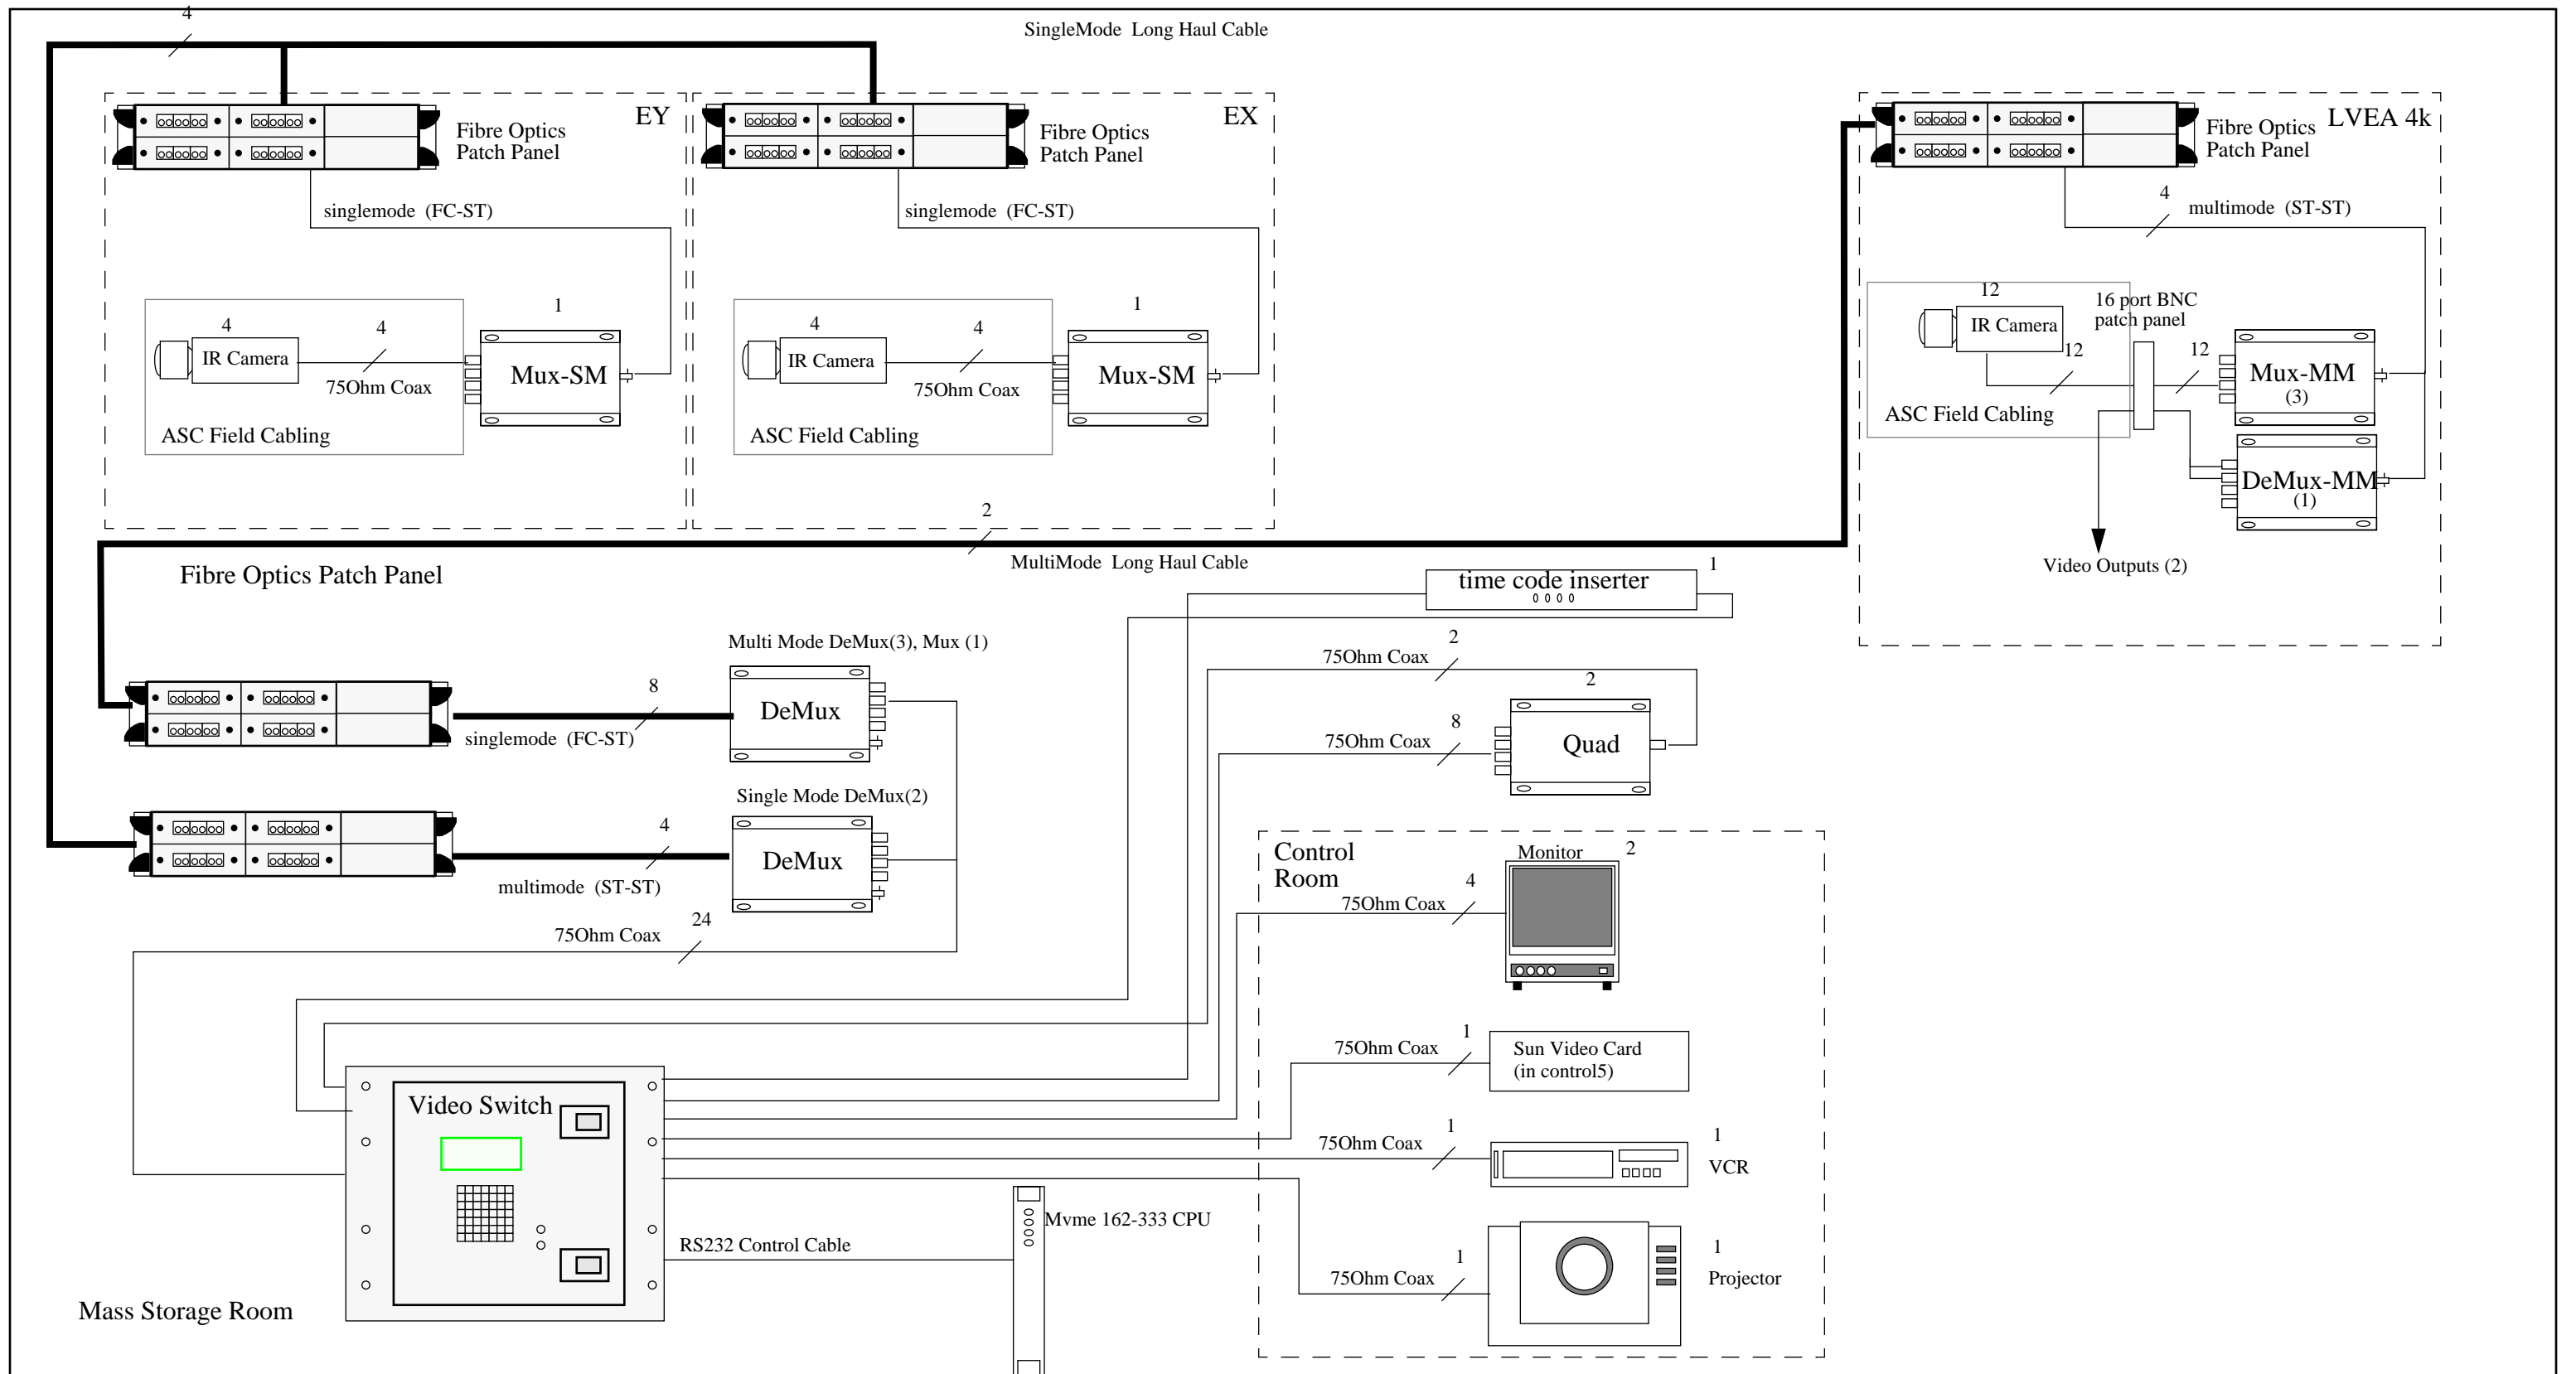 4
SingleMode Long Haul Cable
EY
Fibre Optics
Patch Panel
singlemode (FC-ST)
1
4
4
IR Camera
75Ohm Coax
Mux-SM
ASC Field Cabling
EX
Fibre Optics
Patch Panel
singlemode (FC-ST)
1
4
4
IR Camera
75Ohm Coax
Mux-SM
ASC Field Cabling
LVEA 4k
Fibre Optics
Patch Panel
4
multimode (ST-ST)
12
16 port BNC
patch panel
IR Camera
12
12
Mux-MM
(3)
ASC Field Cabling
DeMux-MM
(1)
Video Outputs (2)
2
MultiMode Long Haul Cable
Fibre Optics Patch Panel
time code inserter
1
Multi Mode DeMux(3), Mux (1)
8
DeMux
singlemode (FC-ST)
2
75Ohm Coax
2
8
75Ohm Coax
Quad
Single Mode DeMux(2)
4
DeMux
multimode (ST-ST)
24
75Ohm Coax
Control
Room
Monitor
2
4
75Ohm Coax
1
75Ohm Coax
Sun Video Card
(in control5)
Video Switch
1
75Ohm Coax
1
VCR
Mvme 162-333 CPU
RS232 Control Cable
1
75Ohm Coax
1
Projector
Mass Storage Room